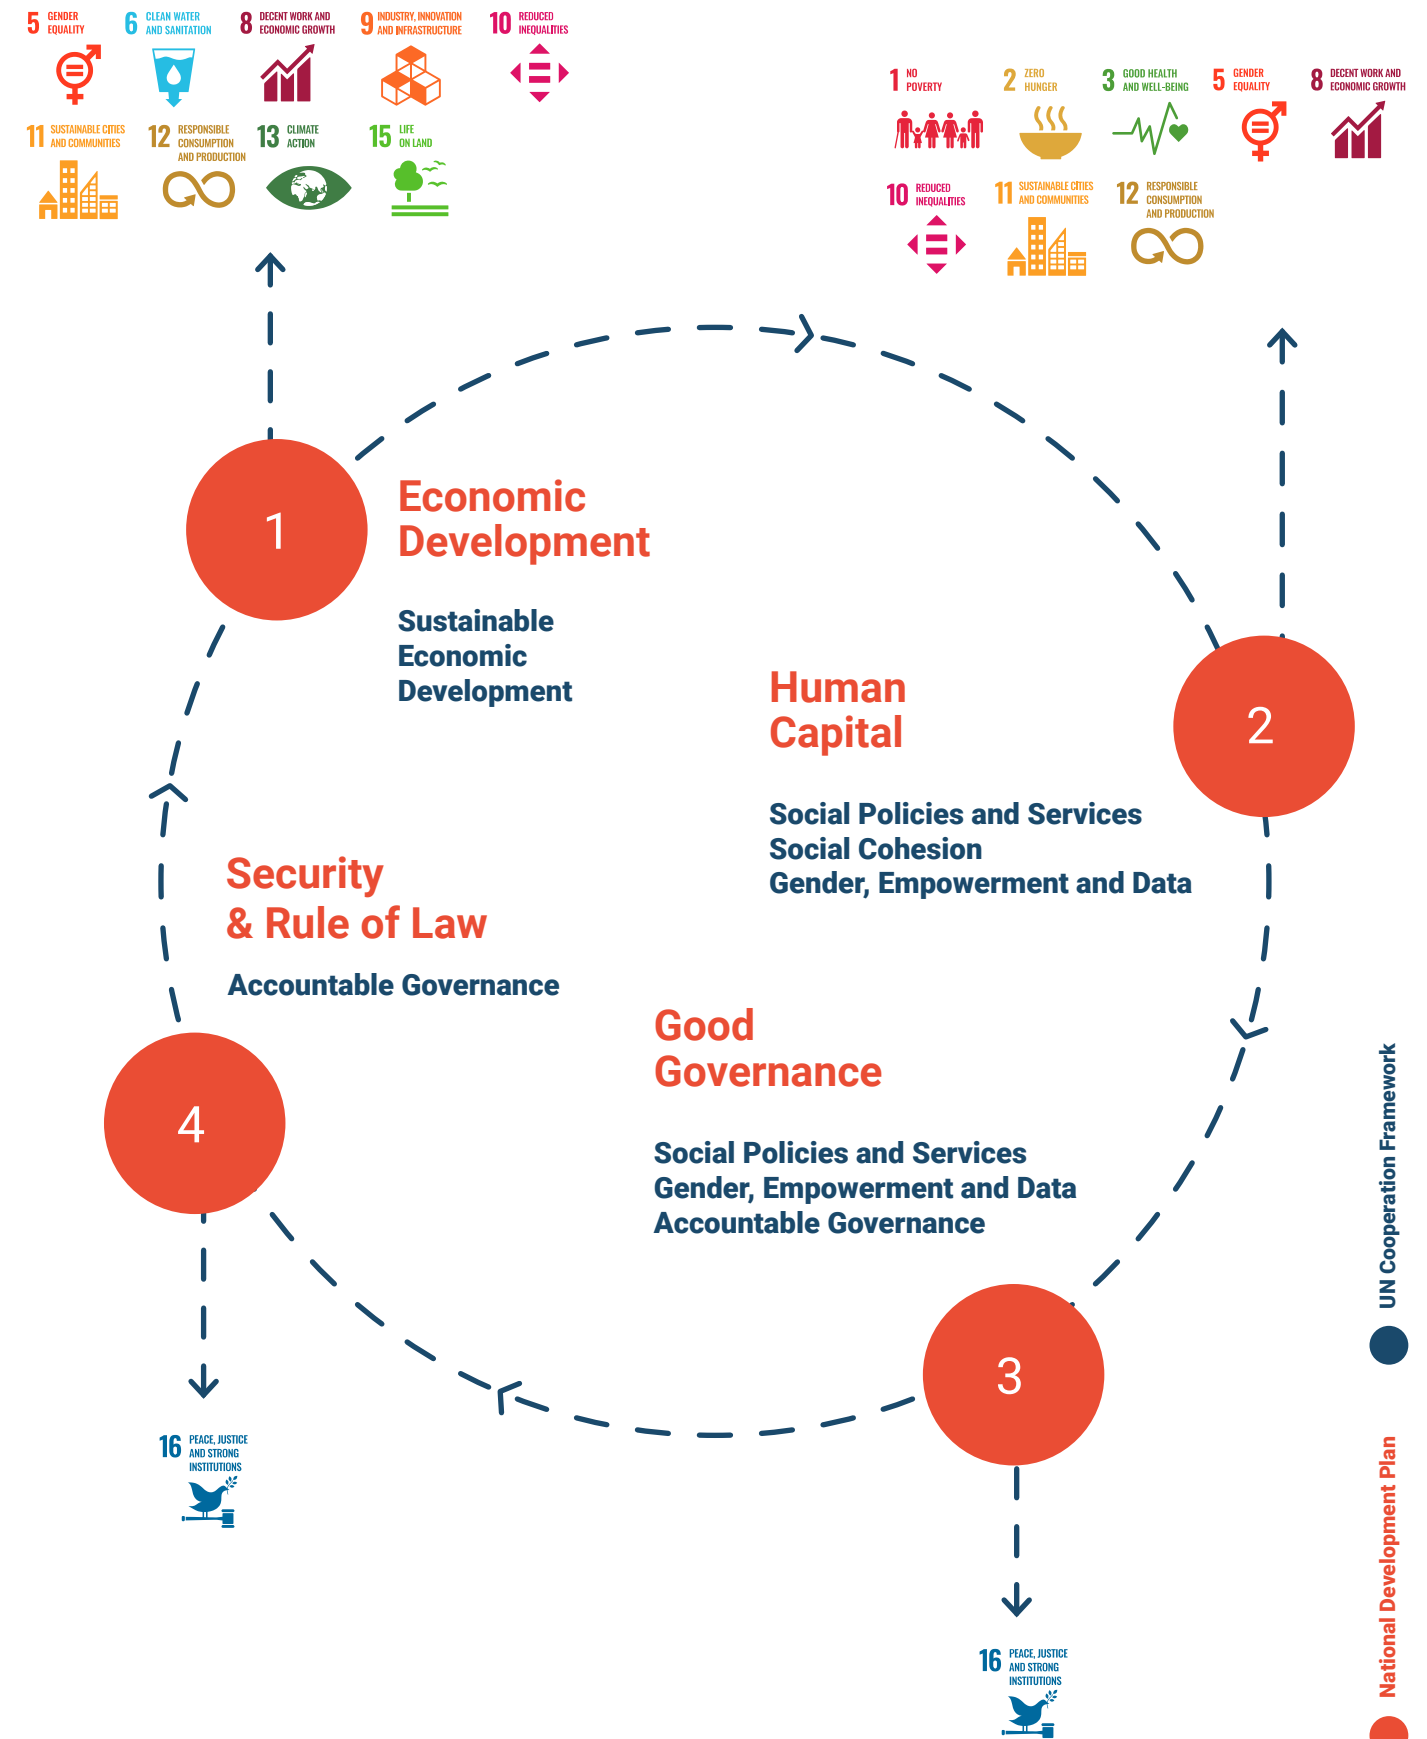 5 GENDER
EQUALITY
6 CLEAN WATER
AND SANITATION
8 DECENT WORK AND
ECONOMIC GROWTH
9 INDUSTRY, INNOVATION
AND INFRASTRUCTURE
10 REDUCED
INEQUALITIES
11 SUSTAINABLE CITIES
AND COMMUNITIES
12 RESPONSIBLE
CONSUMPTION
AND PRODUCTION
13 CLIMATE
ACTION
15 LIFE
ON LAND
1 NO
POVERTY
2 ZERO
HUNGER
3 GOOD HEALTH
AND WELL-BEING
5 GENDER
EQUALITY
8 DECENT WORK AND
ECONOMIC GROWTH
10 REDUCED
INEQUALITIES
11 SUSTAINABLE CITIES
AND COMMUNITIES
12 RESPONSIBLE
CONSUMPTION
AND PRODUCTION
1
Economic
Development
Sustainable
Economic
Development
2
Human
Capital
Social Policies and Services
Social Cohesion
Gender, Empowerment and Data
Security
& Rule of Law
Accountable Governance
4
Good
Governance
Social Policies and Services
Gender, Empowerment and Data
Accountable Governance
3
16 PEACE, JUSTICE
AND STRONG
INSTITUTIONS
16 PEACE, JUSTICE
AND STRONG
INSTITUTIONS
UN Cooperation Framework
National Development Plan